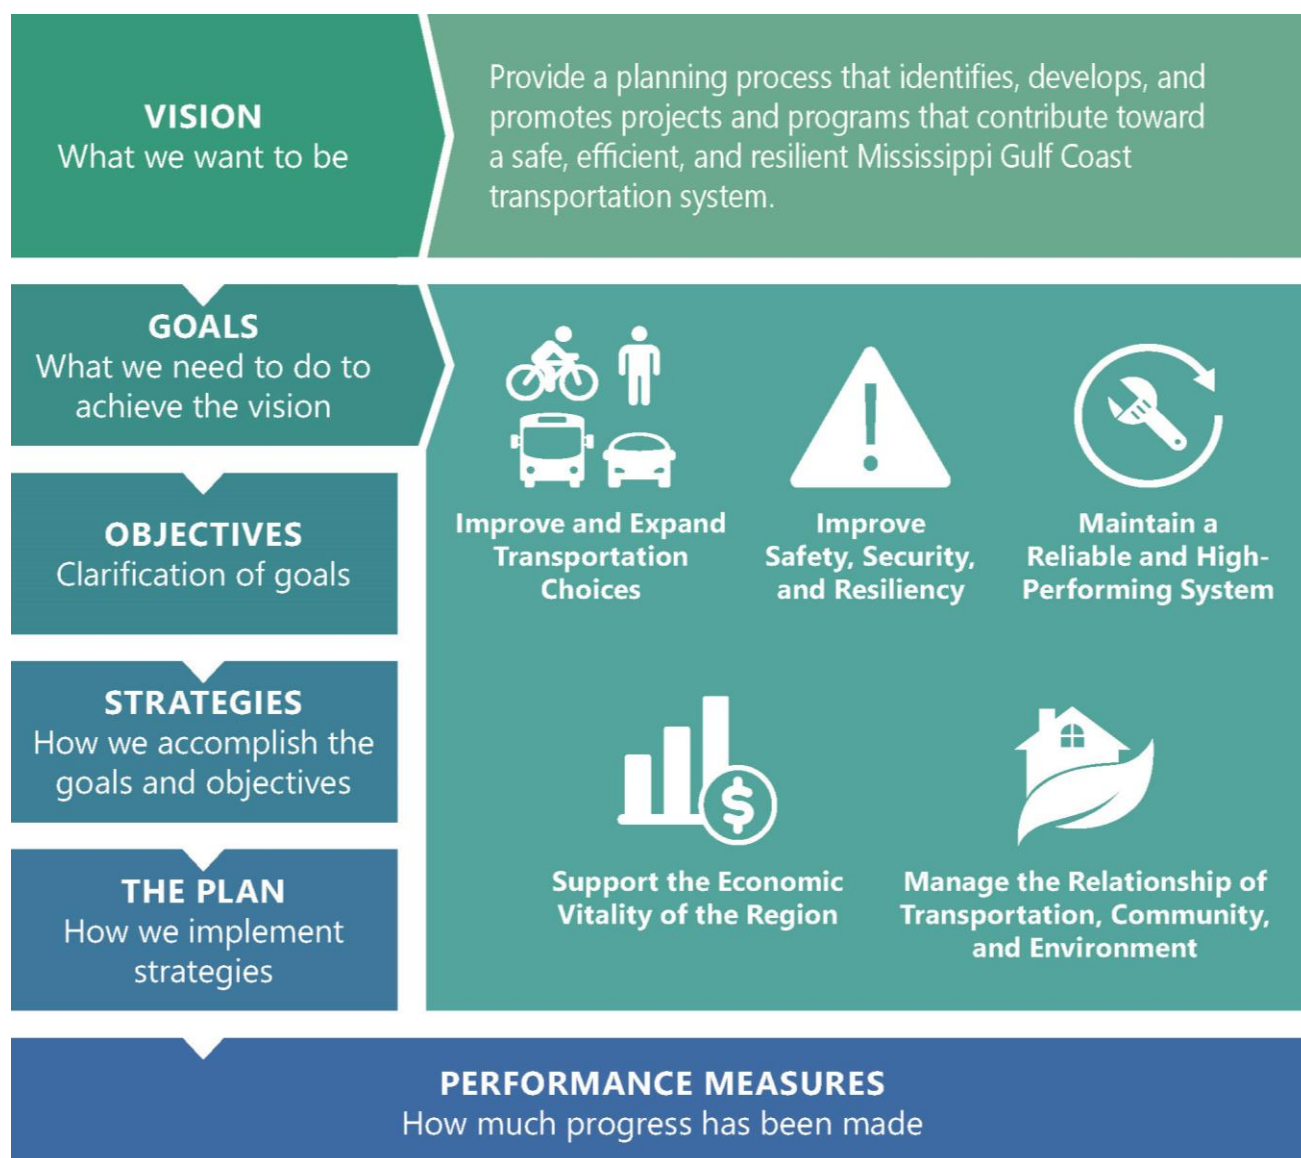 VISION
What we want to be
Provide a planning process that identifies, develops, and
promotes projects and programs that contribute toward
a safe, efficient, and resilient Mississippi Gulf Coast
transportation system.
GOALS
What we need to do to
achieve the vision
Improve and Expand
Transportation
Choices
Improve
Safety, Security,
and Resiliency
Maintain a
Reliable and High-
Performing System
Support the Economic
Vitality of the Region
Manage the Relationship of
Transportation, Community,
and Environment
OBJECTIVES
Clarification of goals
STRATEGIES
How we accomplish the
goals and objectives
THE PLAN
How we implement
strategies
PERFORMANCE MEASURES
How much progress has been made